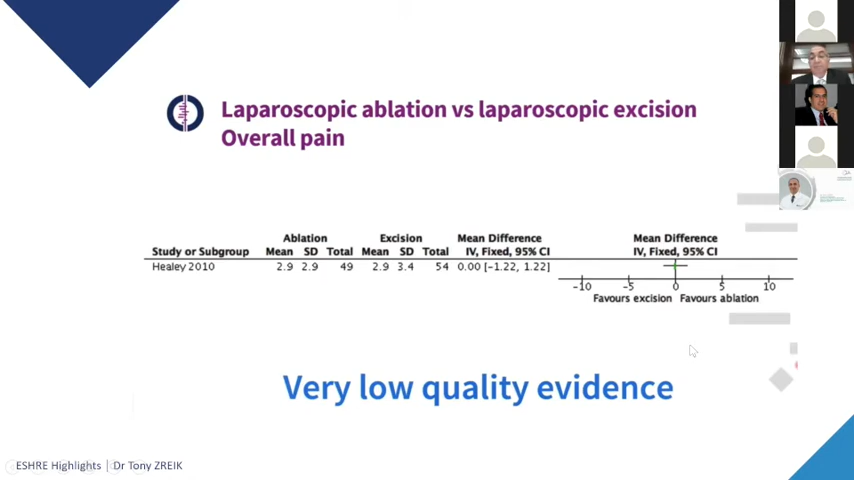 Laparoscopic ablation vs laparoscopic excision
Overall pain
Ablation Excision Mean Difference Mean Difference
Study or Subgroup Mean SD Total Mean SD Total IV, Fixed, 95% CI IV, Fixed, 95% CI
Healey 2010 2.9 2.9 49 2.9 3.4 54 0.00 [-1.22, 1.22]
-10 -5 0 5 10
Favours excision Favours ablation
Very low quality evidence
ESHRE Highlights | Dr Tony ZREIK